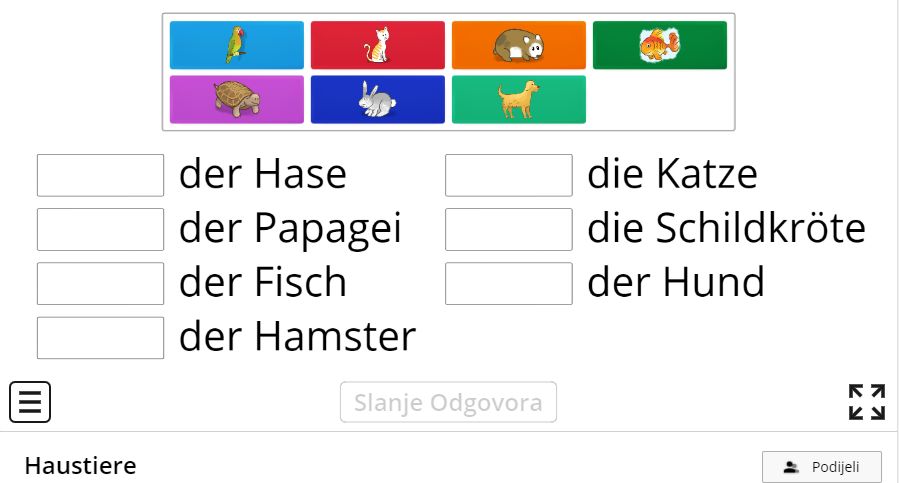 der Hase
die Katze
der Papagei
die Schildkröte
der Fisch
der Hund
der Hamster
Slanje Odgovora
Haustiere
Podijeli